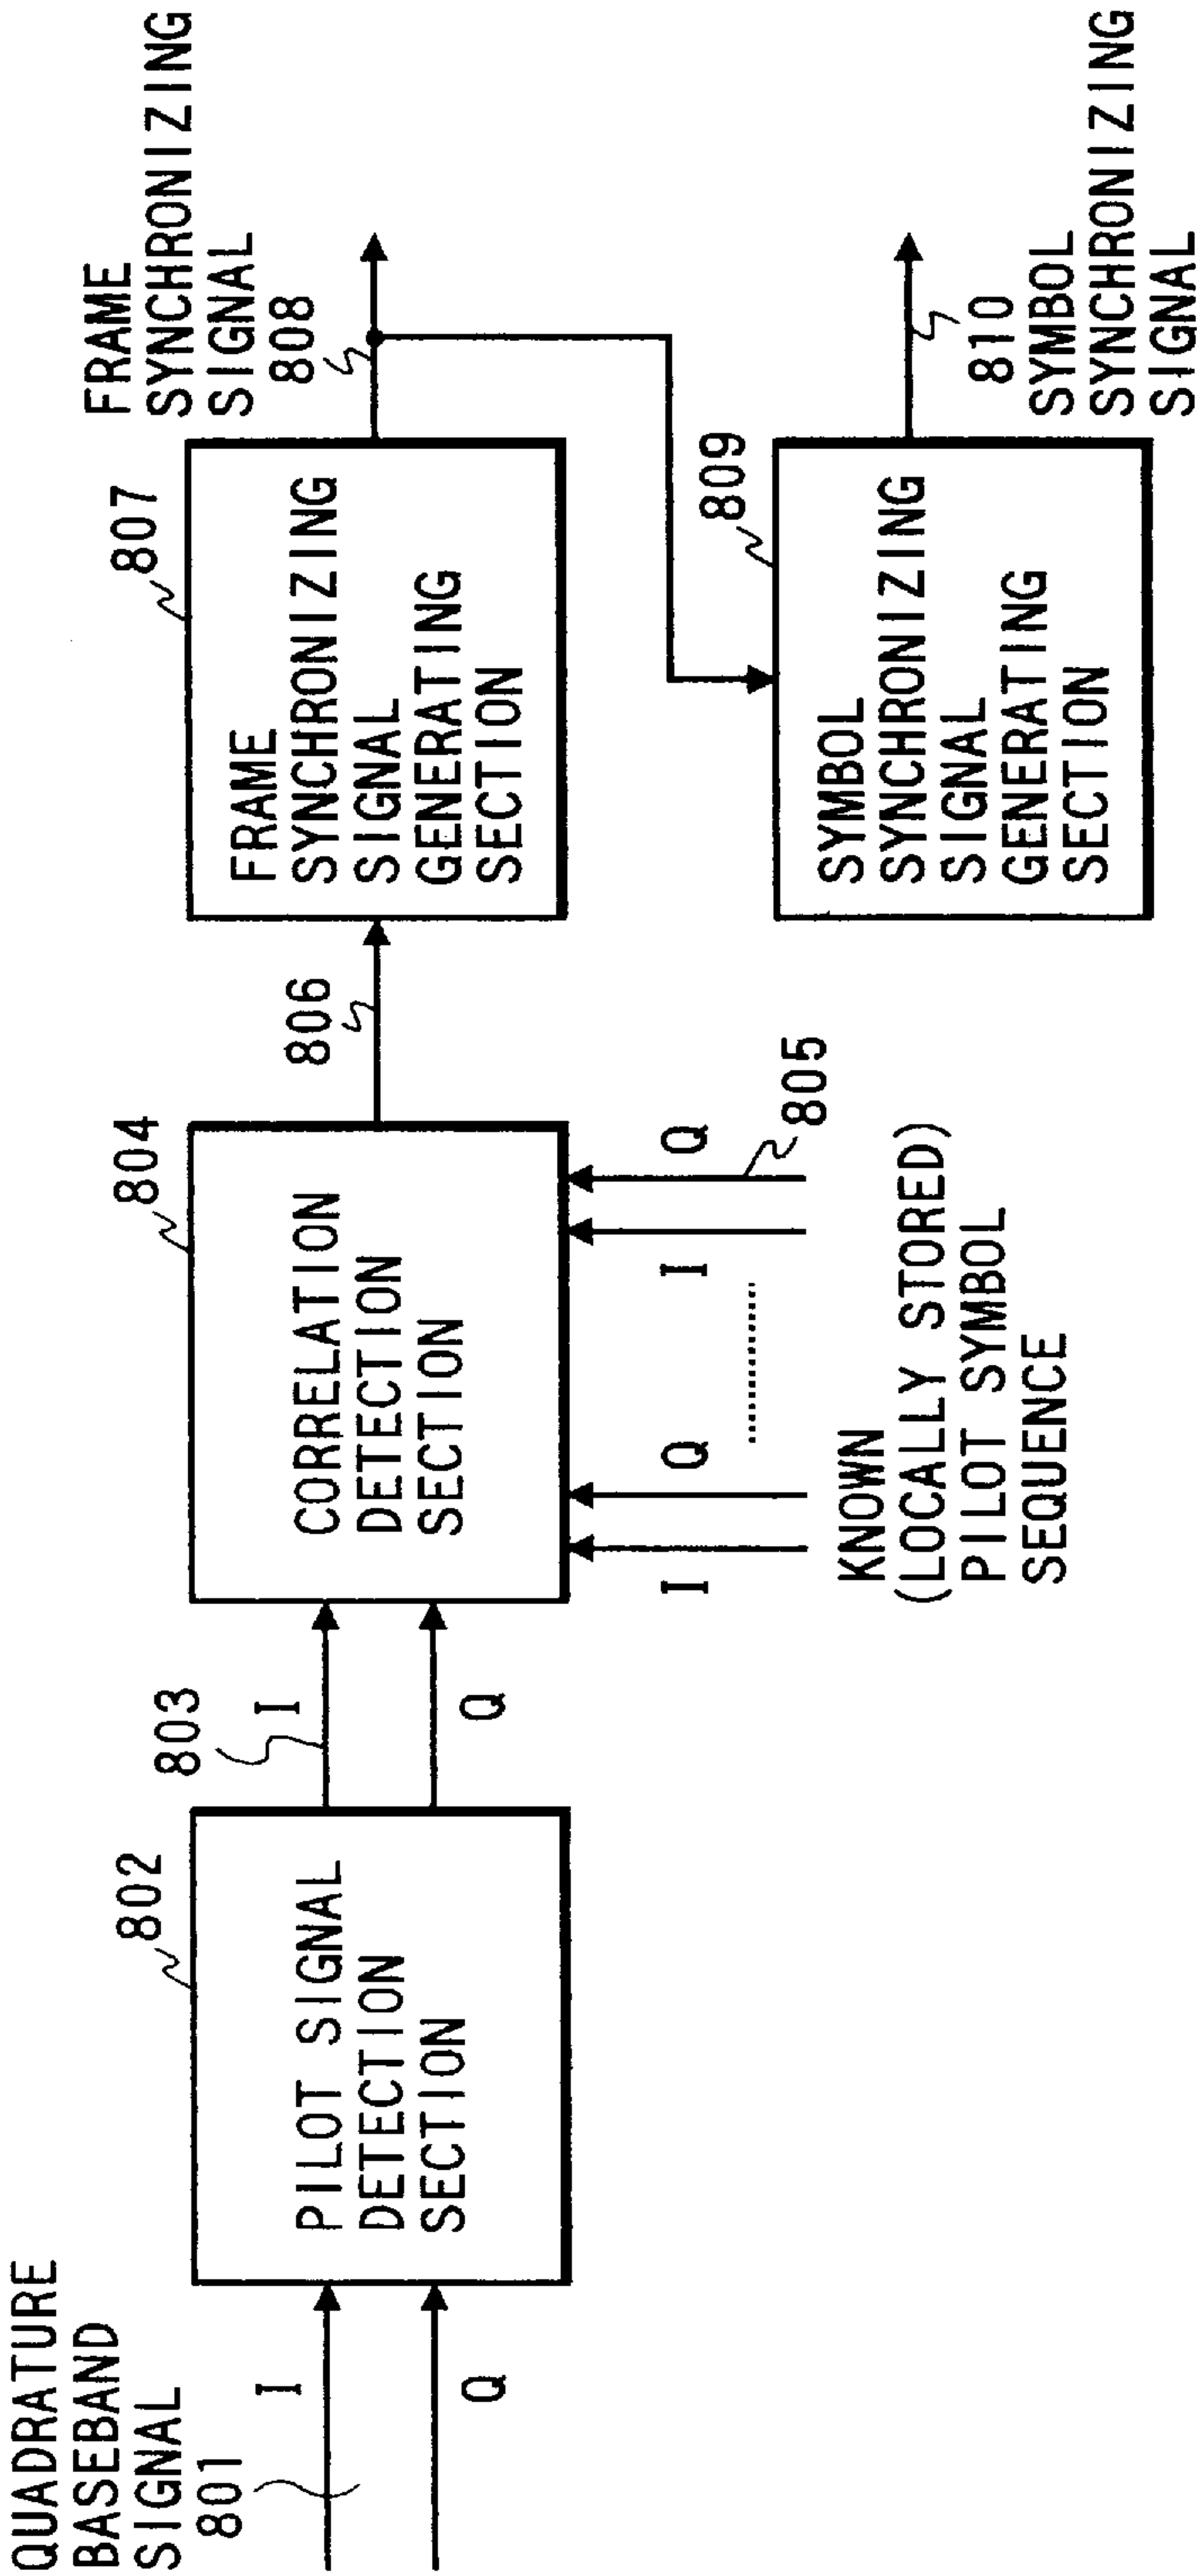 QUADRATURE
BASEBAND
SIGNAL
801
I
Q
802
PILOT SIGNAL
DETECTION
SECTION
803
I
Q
804
CORRELATION
DETECTION
SECTION
I
Q
I
Q
805
KNOWN
(LOCALLY STORED)
PILOT SYMBOL
SEQUENCE
806
807
FRAME
SYNCHRONIZING
SIGNAL
GENERATING
SECTION
FRAME
SYNCHRONIZING
SIGNAL
808
809
SYMBOL
SYNCHRONIZING
SIGNAL
GENERATING
SECTION
810
SYMBOL
SYNCHRONIZING
SIGNAL